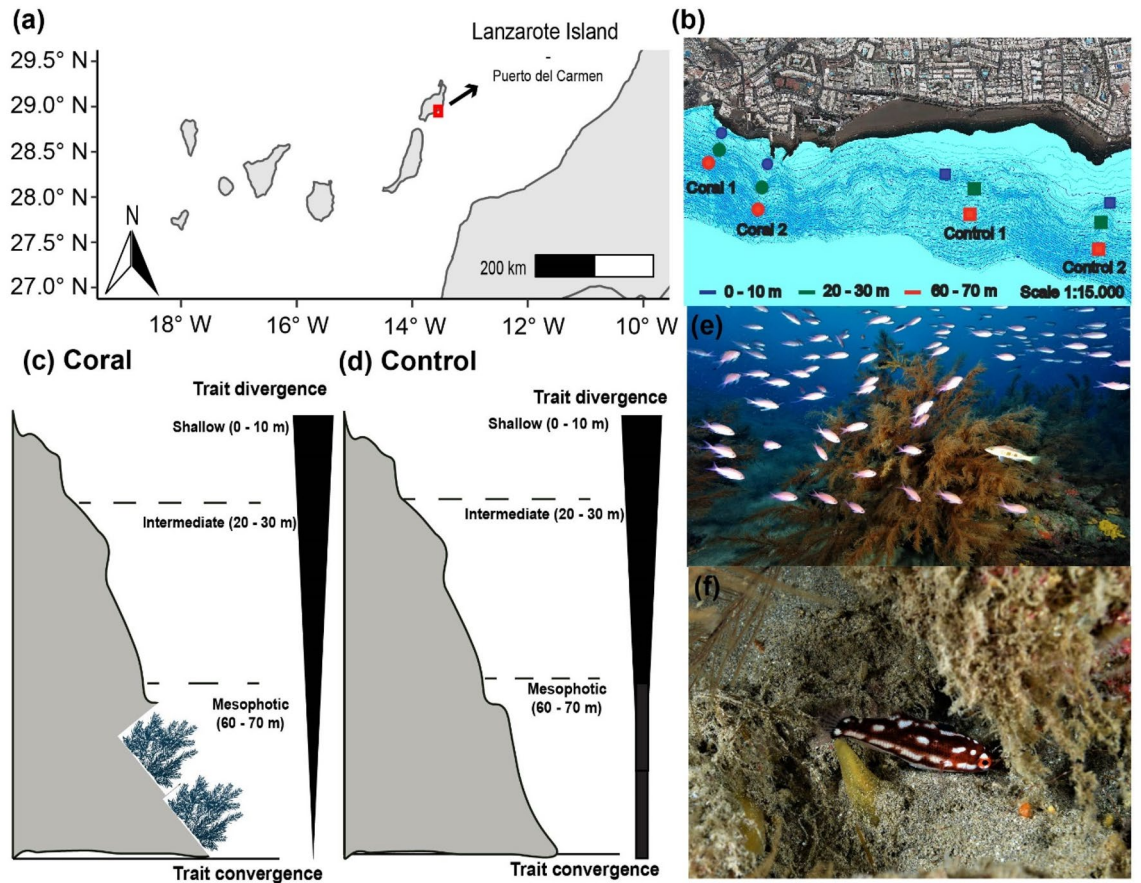 (a)
Lanzarote Island
-
Puerto del Carmen
29.5° N
29.0° N
28.5° N
28.0° N
27.5° N
27.0° N
N
200 km
18° W
16° W
14° W
12° W
10° W
(b)
Coral 1
Coral 2
Control 1
Control 2
0 - 10 m
20 - 30 m
60 - 70 m
Scale 1:15.000
(c) Coral
Trait divergence
Shallow (0 - 10 m)
Intermediate (20 - 30 m)
Mesophotic
(60 - 70 m)
Trait convergence
(d) Control
Trait divergence
Shallow (0 - 10 m)
Intermediate (20 - 30 m)
Mesophotic
(60 - 70 m)
Trait convergence
(e)
(f)